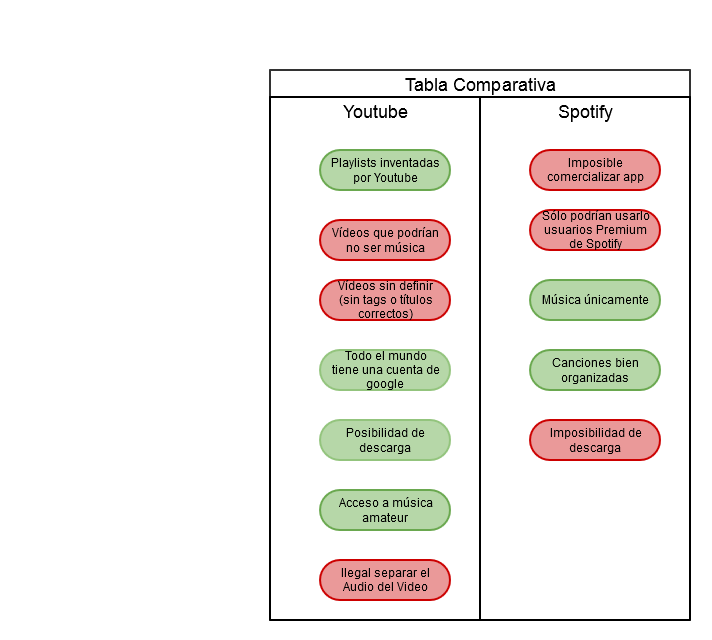 Tabla Comparativa
Youtube
Playlists inventadas
por Youtube
Vídeos que podrían
no ser música
Vídeos sin definir
(sin tags o títulos
correctos)
Todo el mundo
tiene una cuenta de
google
Posibilidad de
descarga
Acceso a música
amateur
Ilegal separar el
Audio del Video
Spotify
Imposible
comercializar app
Sólo podrían usarlo
usuarios Premium
de Spotify
Música únicamente
Canciones bien
organizadas
Imposibilidad de
descarga